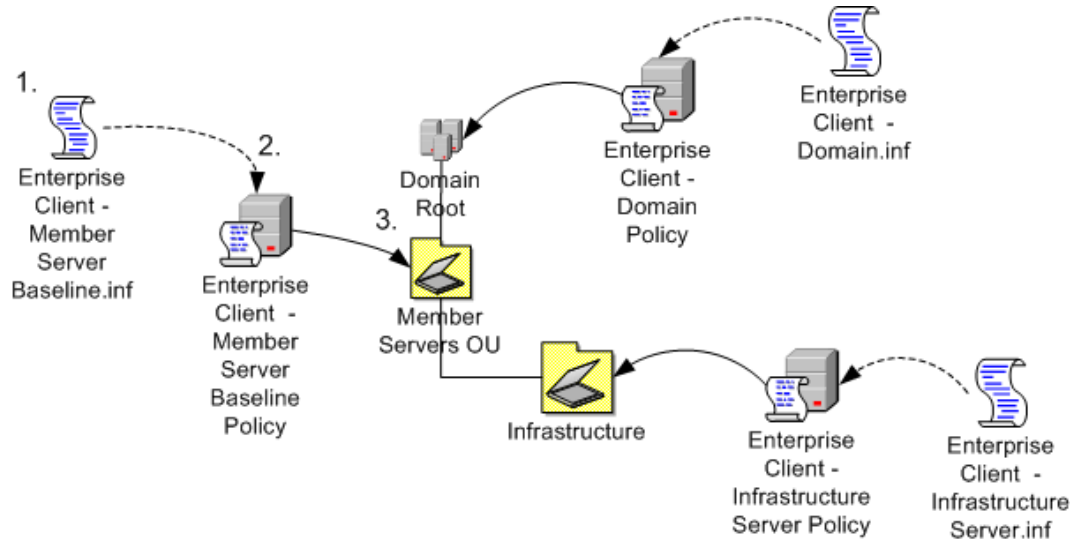 1.
Enterprise
Client -
Member
Server
Baseline.inf
2.
Enterprise
Client -
Member
Server
Baseline
Policy
3.
Domain
Root
Enterprise
Client -
Domain
Policy
Enterprise
Client -
Domain.inf
Member
Servers OU
Infrastructure
Enterprise
Client -
Infrastructure
Server Policy
Enterprise
Client -
Infrastructure
Server.inf